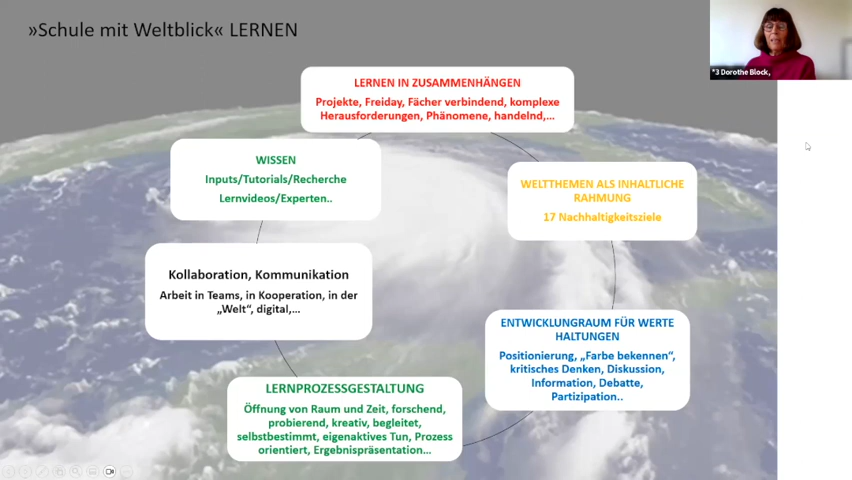 »Schule mit Weltblick« LERNEN
*3 Dorothe Block,
LERNEN IN ZUSAMMENHÄNGEN
Projekte, Freiday, Fächer verbindend, komplexe
Herausforderungen, Phänomene, handelnd,...
WISSEN
Inputs/Tutorials/Recherche
Lernvideos/Experten..
WELTTHEMEN ALS INHALTLICHE
RAHMUNG
17 Nachhaltigkeitsziele
Kollaboration, Kommunikation
Arbeit in Teams, in Kooperation, in der
„Welt“, digital,...
ENTWICKLUNGRAUM FÜR WERTE
HALTUNGEN
Positionierung, „Farbe bekennen“,
kritisches Denken, Diskussion,
Information, Debatte,
Partizipation..
LERNPROZESSGESTALTUNG
Öffnung von Raum und Zeit, forschend,
probierend, kreativ, begleitet,
selbstbestimmt, eigenaktives Tun, Prozess
orientiert, Ergebnispräsentation...